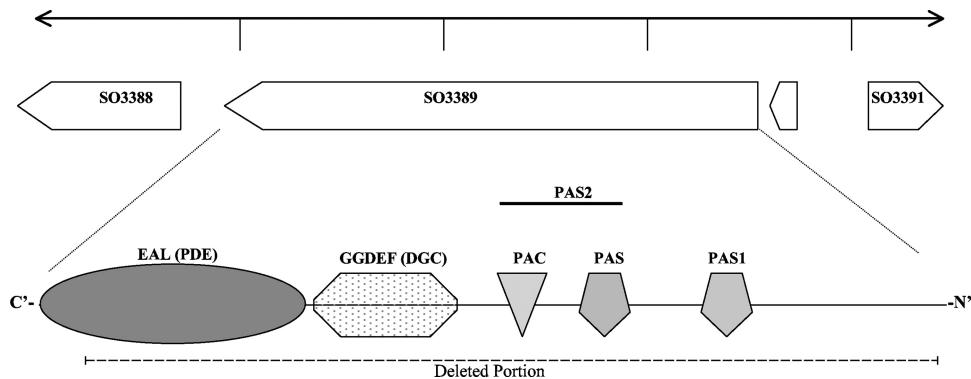 SO3388
SO3389
SO3391
PAS2
EAL (PDE)
GGDEF (DGC)
PAC
PAS
PAS1
C'-
-N'
Deleted Portion